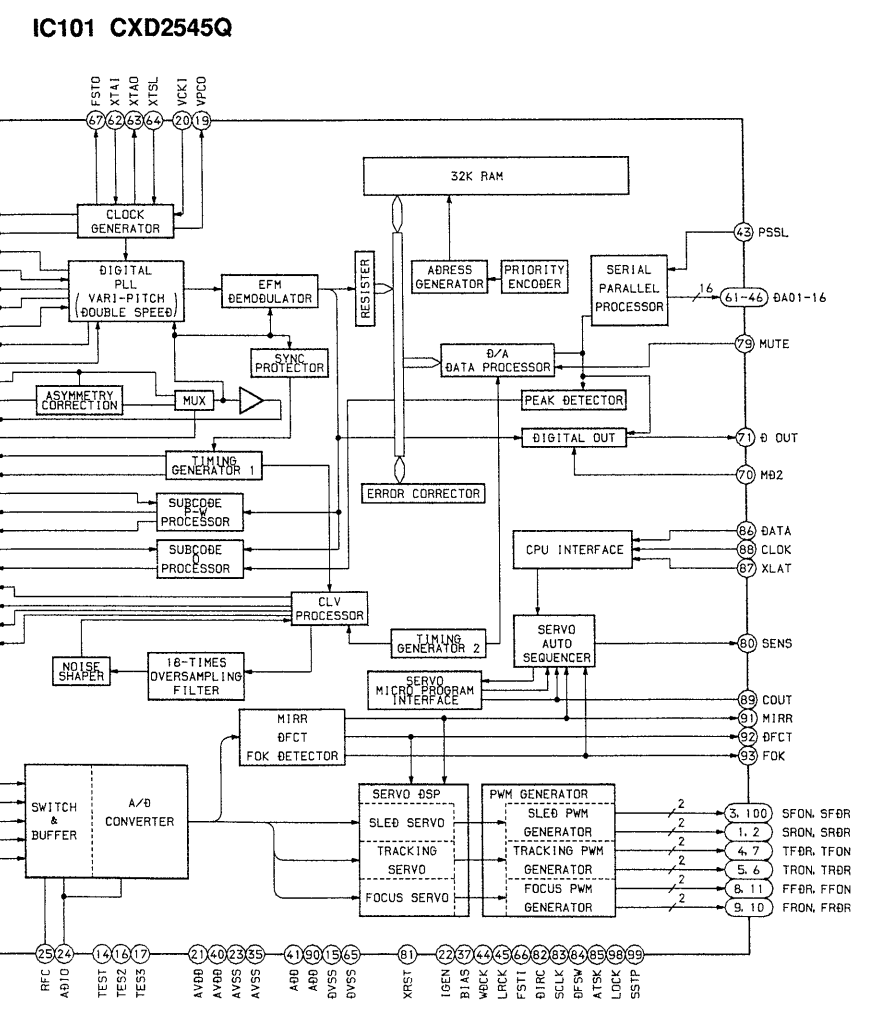 IC101 CXD2545Q
FSTO
XTAI
XTAO
XTSL
VCKI
VPCO
67
62
63
64
20
19
32K RAM
CLOCK
GENERATOR
43 PSSL
DIGITAL
PLL
( VARI-PITCH )
DOUBLE SPEED
EFM
DEMODULATOR
RESISTER
ADRESS
GENERATOR
PRIORITY
ENCODER
SERIAL
PARALLEL
PROCESSOR
16
61-46 DA01-16
79 MUTE
SYNC
PROTECTOR
D/A
DATA PROCESSOR
ASYMMETRY
CORRECTION
MUX
PEAK DETECTOR
DIGITAL OUT
71 D OUT
TIMING
GENERATOR 1
70 MD2
ERROR CORRECTOR
SUBCODE
P-W
PROCESSOR
SUBCODE
Q
PROCESSOR
CPU INTERFACE
86 DATA
88 CLOK
87 XLAT
CLV
PROCESSOR
TIMING
GENERATOR 2
SERVO
AUTO
SEQUENCER
80 SENS
NOISE
SHAPER
18-TIMES
OVERSAMPLING
FILTER
SERVO
MICRO PROGRAM
INTERFACE
89 COUT
91 MIRR
92 DFCT
93 FOK
MIRR
DFCT
FOK DETECTOR
SWITCH
&
BUFFER
A/D
CONVERTER
SERVO DSP
SLED SERVO
TRACKING
SERVO
FOCUS SERVO
PWM GENERATOR
SLED PWM
GENERATOR
TRACKING PWM
GENERATOR
FOCUS PWM
GENERATOR
2
3, 100 SFON, SFDR
2
1, 2 SRON, SRDR
2
4, 7 TFDR, TFON
2
5, 6 TRON, TRDR
2
8, 11 FFDR, FFON
2
9, 10 FRON, FRDR
25
24
14
16
17
21
40
23
35
41
90
15
65
81
22
37
44
45
66
82
83
84
85
98
99
RFC
ADIO
TEST
TES2
TES3
AVDD
AVDD
AVSS
AVSS
ADD
ADD
DVSS
DVSS
XRST
IGEN
BIAS
WDCK
LRCK
FSTI
DIRC
SCLK
DFSW
ATSK
LOCK
SSTP